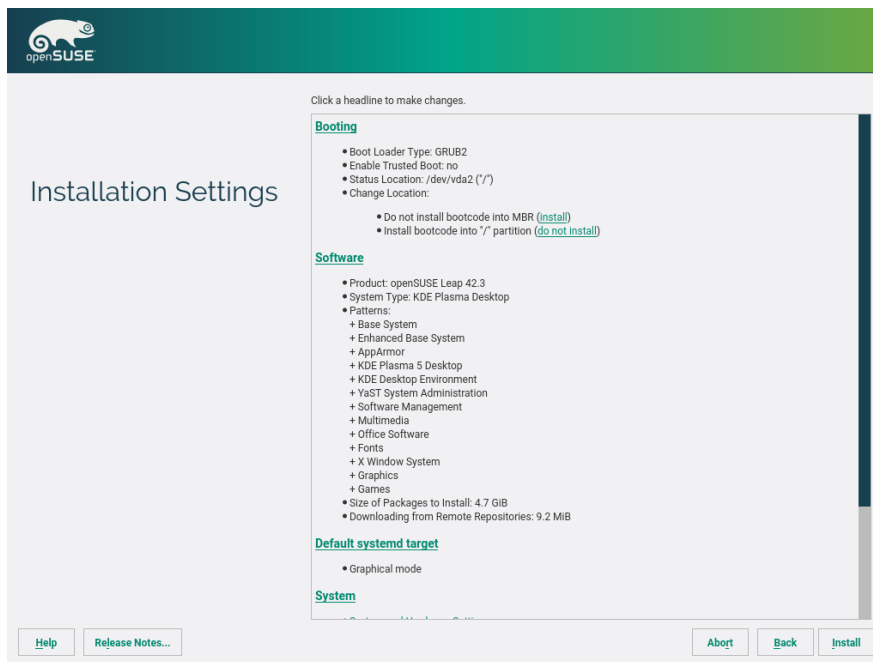 openSUSE
Click a headline to make changes.
Installation Settings
Booting
• Boot Loader Type: GRUB2
• Enable Trusted Boot: no
• Status Location: /dev/vda2 ("/")
• Change Location:
• Do not install bootcode into MBR (install)
• Install bootcode into "/" partition (do not install)
Software
• Product: openSUSE Leap 42.3
• System Type: KDE Plasma Desktop
• Patterns:
+ Base System
+ Enhanced Base System
+ AppArmor
+ KDE Plasma 5 Desktop
+ KDE Desktop Environment
+ YaST System Administration
+ Software Management
+ Multimedia
+ Office Software
+ Fonts
+ X Window System
+ Graphics
+ Games
• Size of Packages to Install: 4.7 GiB
• Downloading from Remote Repositories: 9.2 MiB
Default systemd target
• Graphical mode
System
Help Release Notes... Abort Back Install